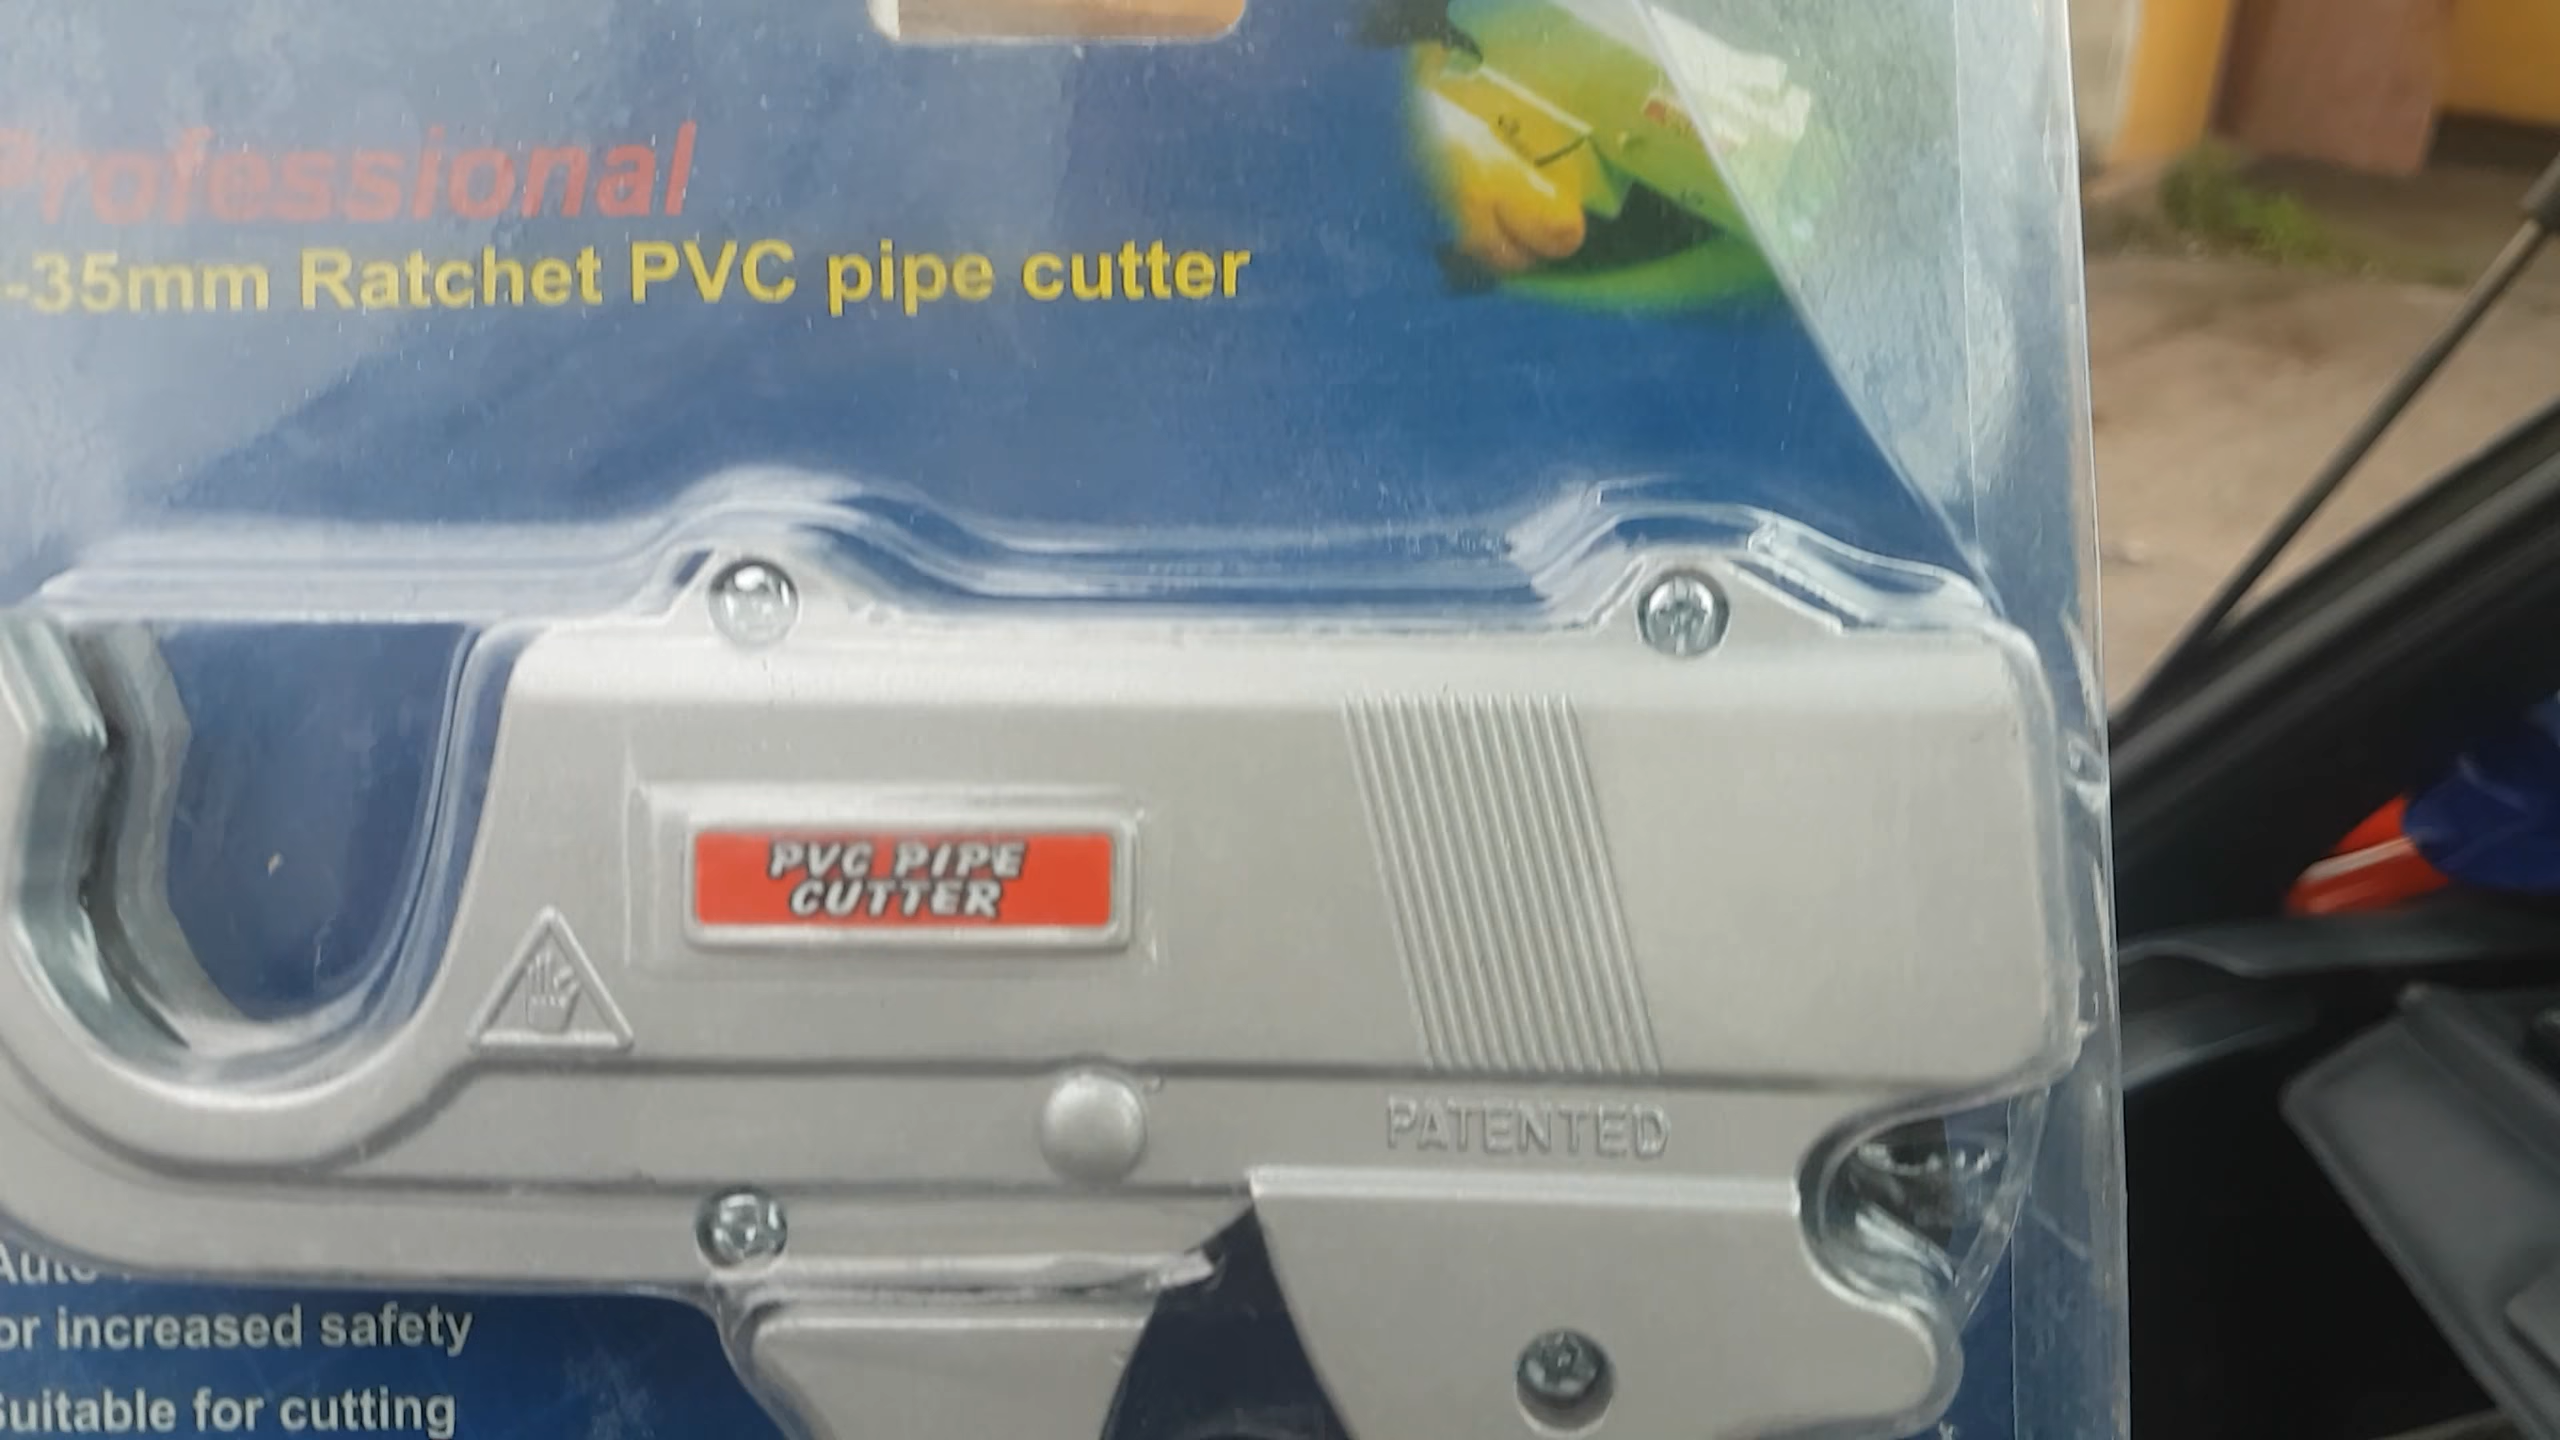 Professional
-35mm Ratchet PVC pipe cutter
PVC PIPE
CUTTER
PATENTED
or increased safety
Suitable for cutting